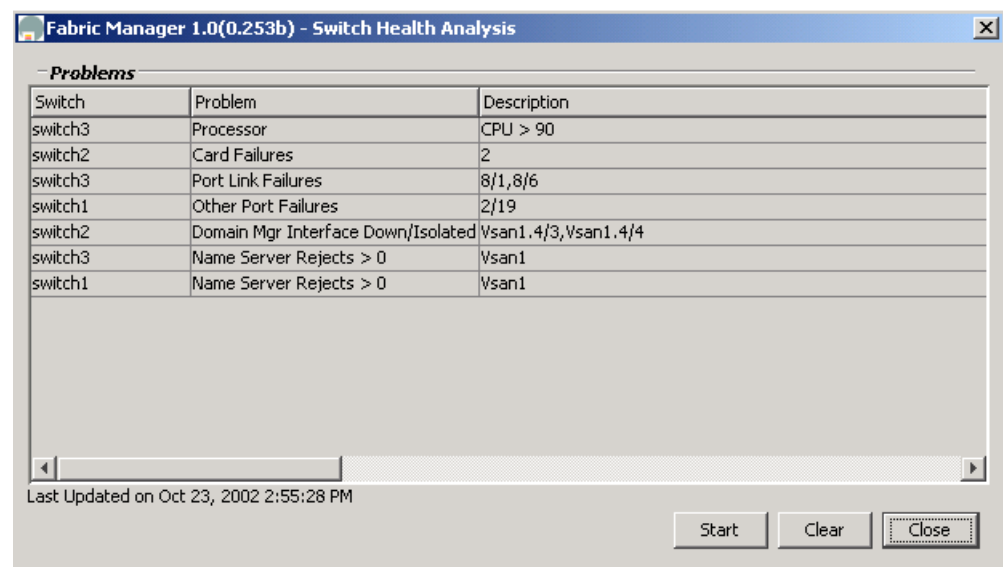 Fabric Manager 1.0(0.253b) - Switch Health Analysis
Problems
Switch Problem Description
switch3 Processor CPU > 90
switch2 Card Failures 2
switch3 Port Link Failures 8/1,8/6
switch1 Other Port Failures 2/19
switch2 Domain Mgr Interface Down/Isolated Vsan1.4/3,Vsan1.4/4
switch3 Name Server Rejects > 0 Vsan1
switch1 Name Server Rejects > 0 Vsan1
Last Updated on Oct 23, 2002 2:55:28 PM
Start Clear Close